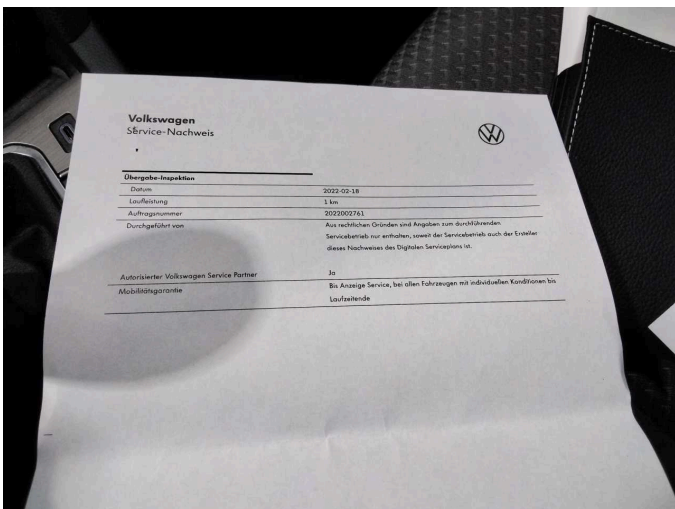 Volkswagen
Service-Nachweis
Übergabe-Inspektion
Datum 2022-02-18
Laufleistung 1 km
Auftragsnummer 2022002761
Durchgeführt von Aus rechtlichen Gründen sind Angaben zum durchführenden
Servicebetrieb nur enthalten, soweit der Servicebetrieb auch der Ersteller
dieses Nachweises des Digitalen Serviceplans ist.
Autorisierter Volkswagen Service Partner Ja
Mobilitätsgarantie Bis Anzeige Service, bei allen Fahrzeugen mit individuellen Konditionen bis
Laufzeitende